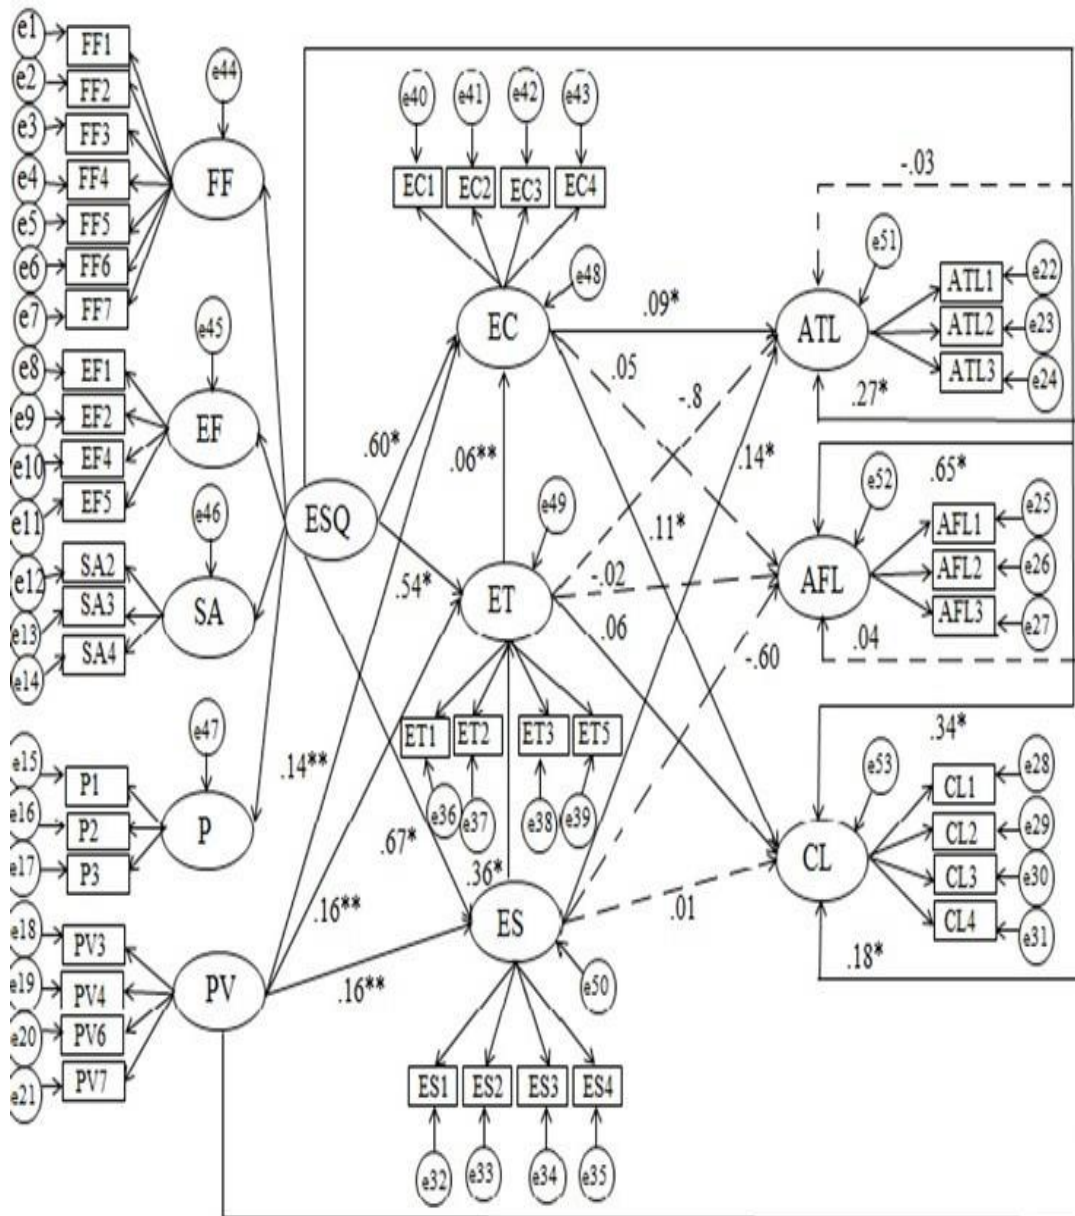 e1 FF1
e2 FF2
e3 FF3
e4 FF4
e5 FF5
e6 FF6
e7 FF7
FF
e44
e8 EF1
e9 EF2
e10 EF4
e11 EF5
EF
e45
e12 SA2
e13 SA3
e14 SA4
SA
e46
e15 P1
e16 P2
e17 P3
P
e47
e18 PV3
e19 PV4
e20 PV6
e21 PV7
PV
ESQ
e40 e41 e42 e43
EC1 EC2 EC3 EC4
EC
e48
.60*
.06**
.54*
ET
e49
ET1 ET2 ET3 ET5
e36 e37 e38 e39
.14**
.67*
.36*
.16**
.16**
ES
e50
ES1 ES2 ES3 ES4
e32 e33 e34 e35
.09*
.05
-.8
.14*
.11*
-.02
.06
-.60
.01
-.03
e51
ATL
ATL1 e22
ATL2 e23
ATL3 e24
.27*
.65*
e52
AFL
AFL1 e25
AFL2 e26
AFL3 e27
.04
.34*
e53
CL
CL1 e28
CL2 e29
CL3 e30
CL4 e31
.18*